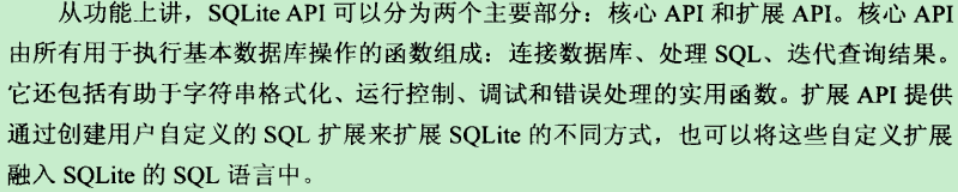 从功能上讲，SQLite API 可以分为两个主要部分：核心 API 和扩展 API。核心 API
由所有用于执行基本数据库操作的函数组成：连接数据库、处理 SQL、迭代查询结果。
它还包括有助于字符串格式化、运行控制、调试和错误处理的实用函数。扩展 API 提供
通过创建用户自定义的 SQL 扩展来扩展 SQLite 的不同方式，也可以将这些自定义扩展
融入 SQLite 的 SQL 语言中。